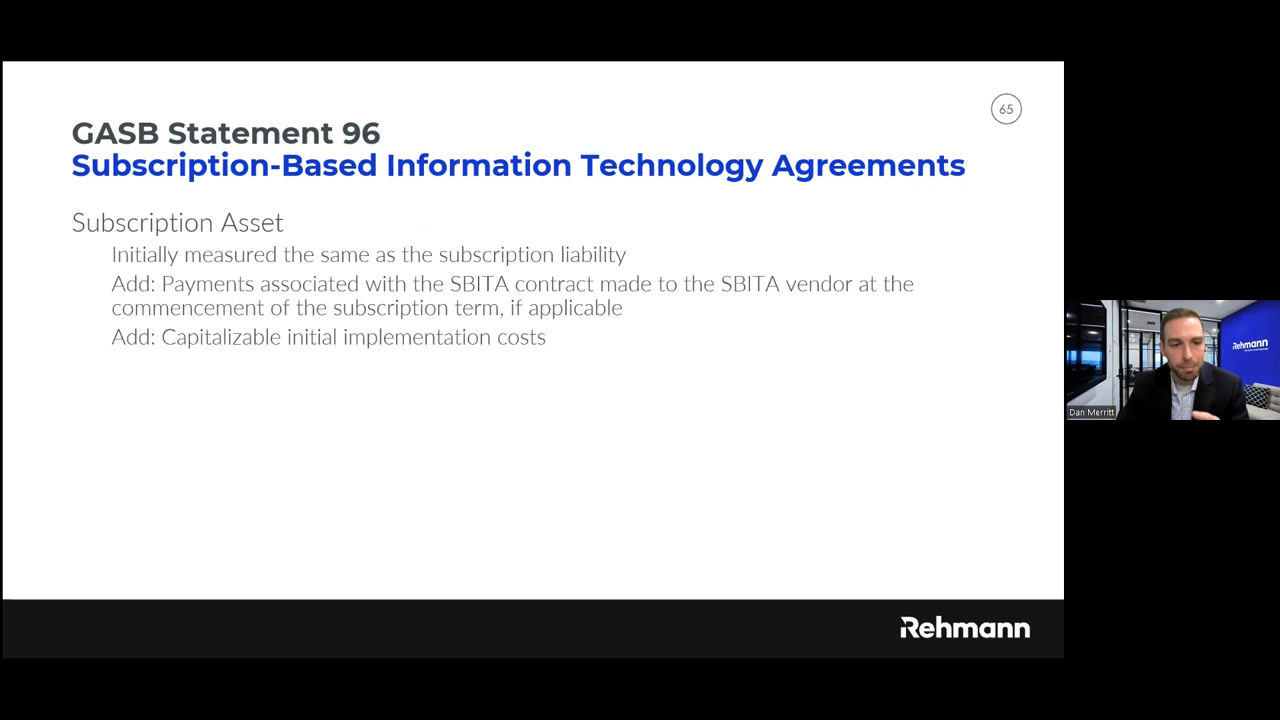 65
GASB Statement 96
Subscription-Based Information Technology Agreements
Subscription Asset
Initially measured the same as the subscription liability
Add: Payments associated with the SBITA contract made to the SBITA vendor at the
commencement of the subscription term, if applicable
Add: Capitalizable initial implementation costs
Rehmann
Rehmann
Dan Merritt